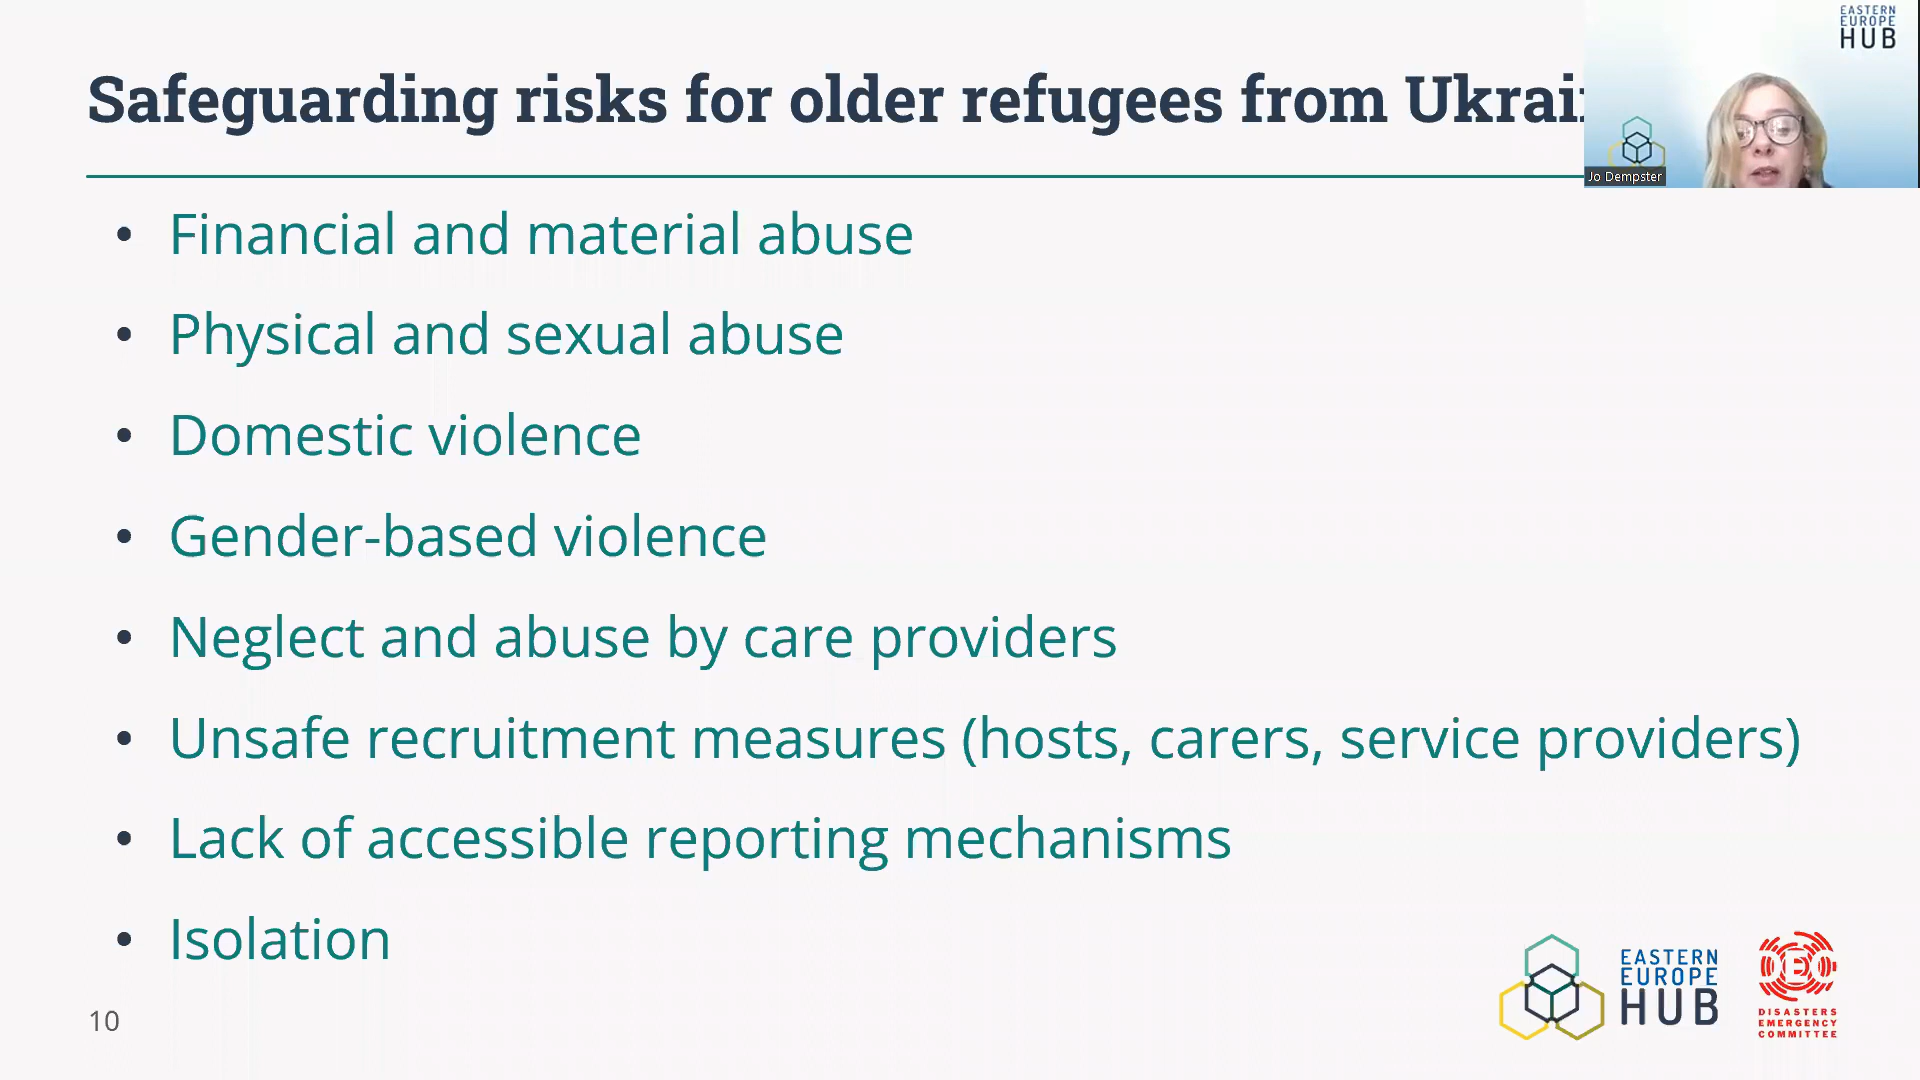 Safeguarding risks for older refugees from Ukrai
EASTERN
EUROPE
HUB
Jo Dempster
• Financial and material abuse
• Physical and sexual abuse
• Domestic violence
• Gender-based violence
• Neglect and abuse by care providers
• Unsafe recruitment measures (hosts, carers, service providers)
• Lack of accessible reporting mechanisms
• Isolation
10
EASTERN
EUROPE
HUB
DEC
DISASTERS
EMERGENCY
COMMITTEE